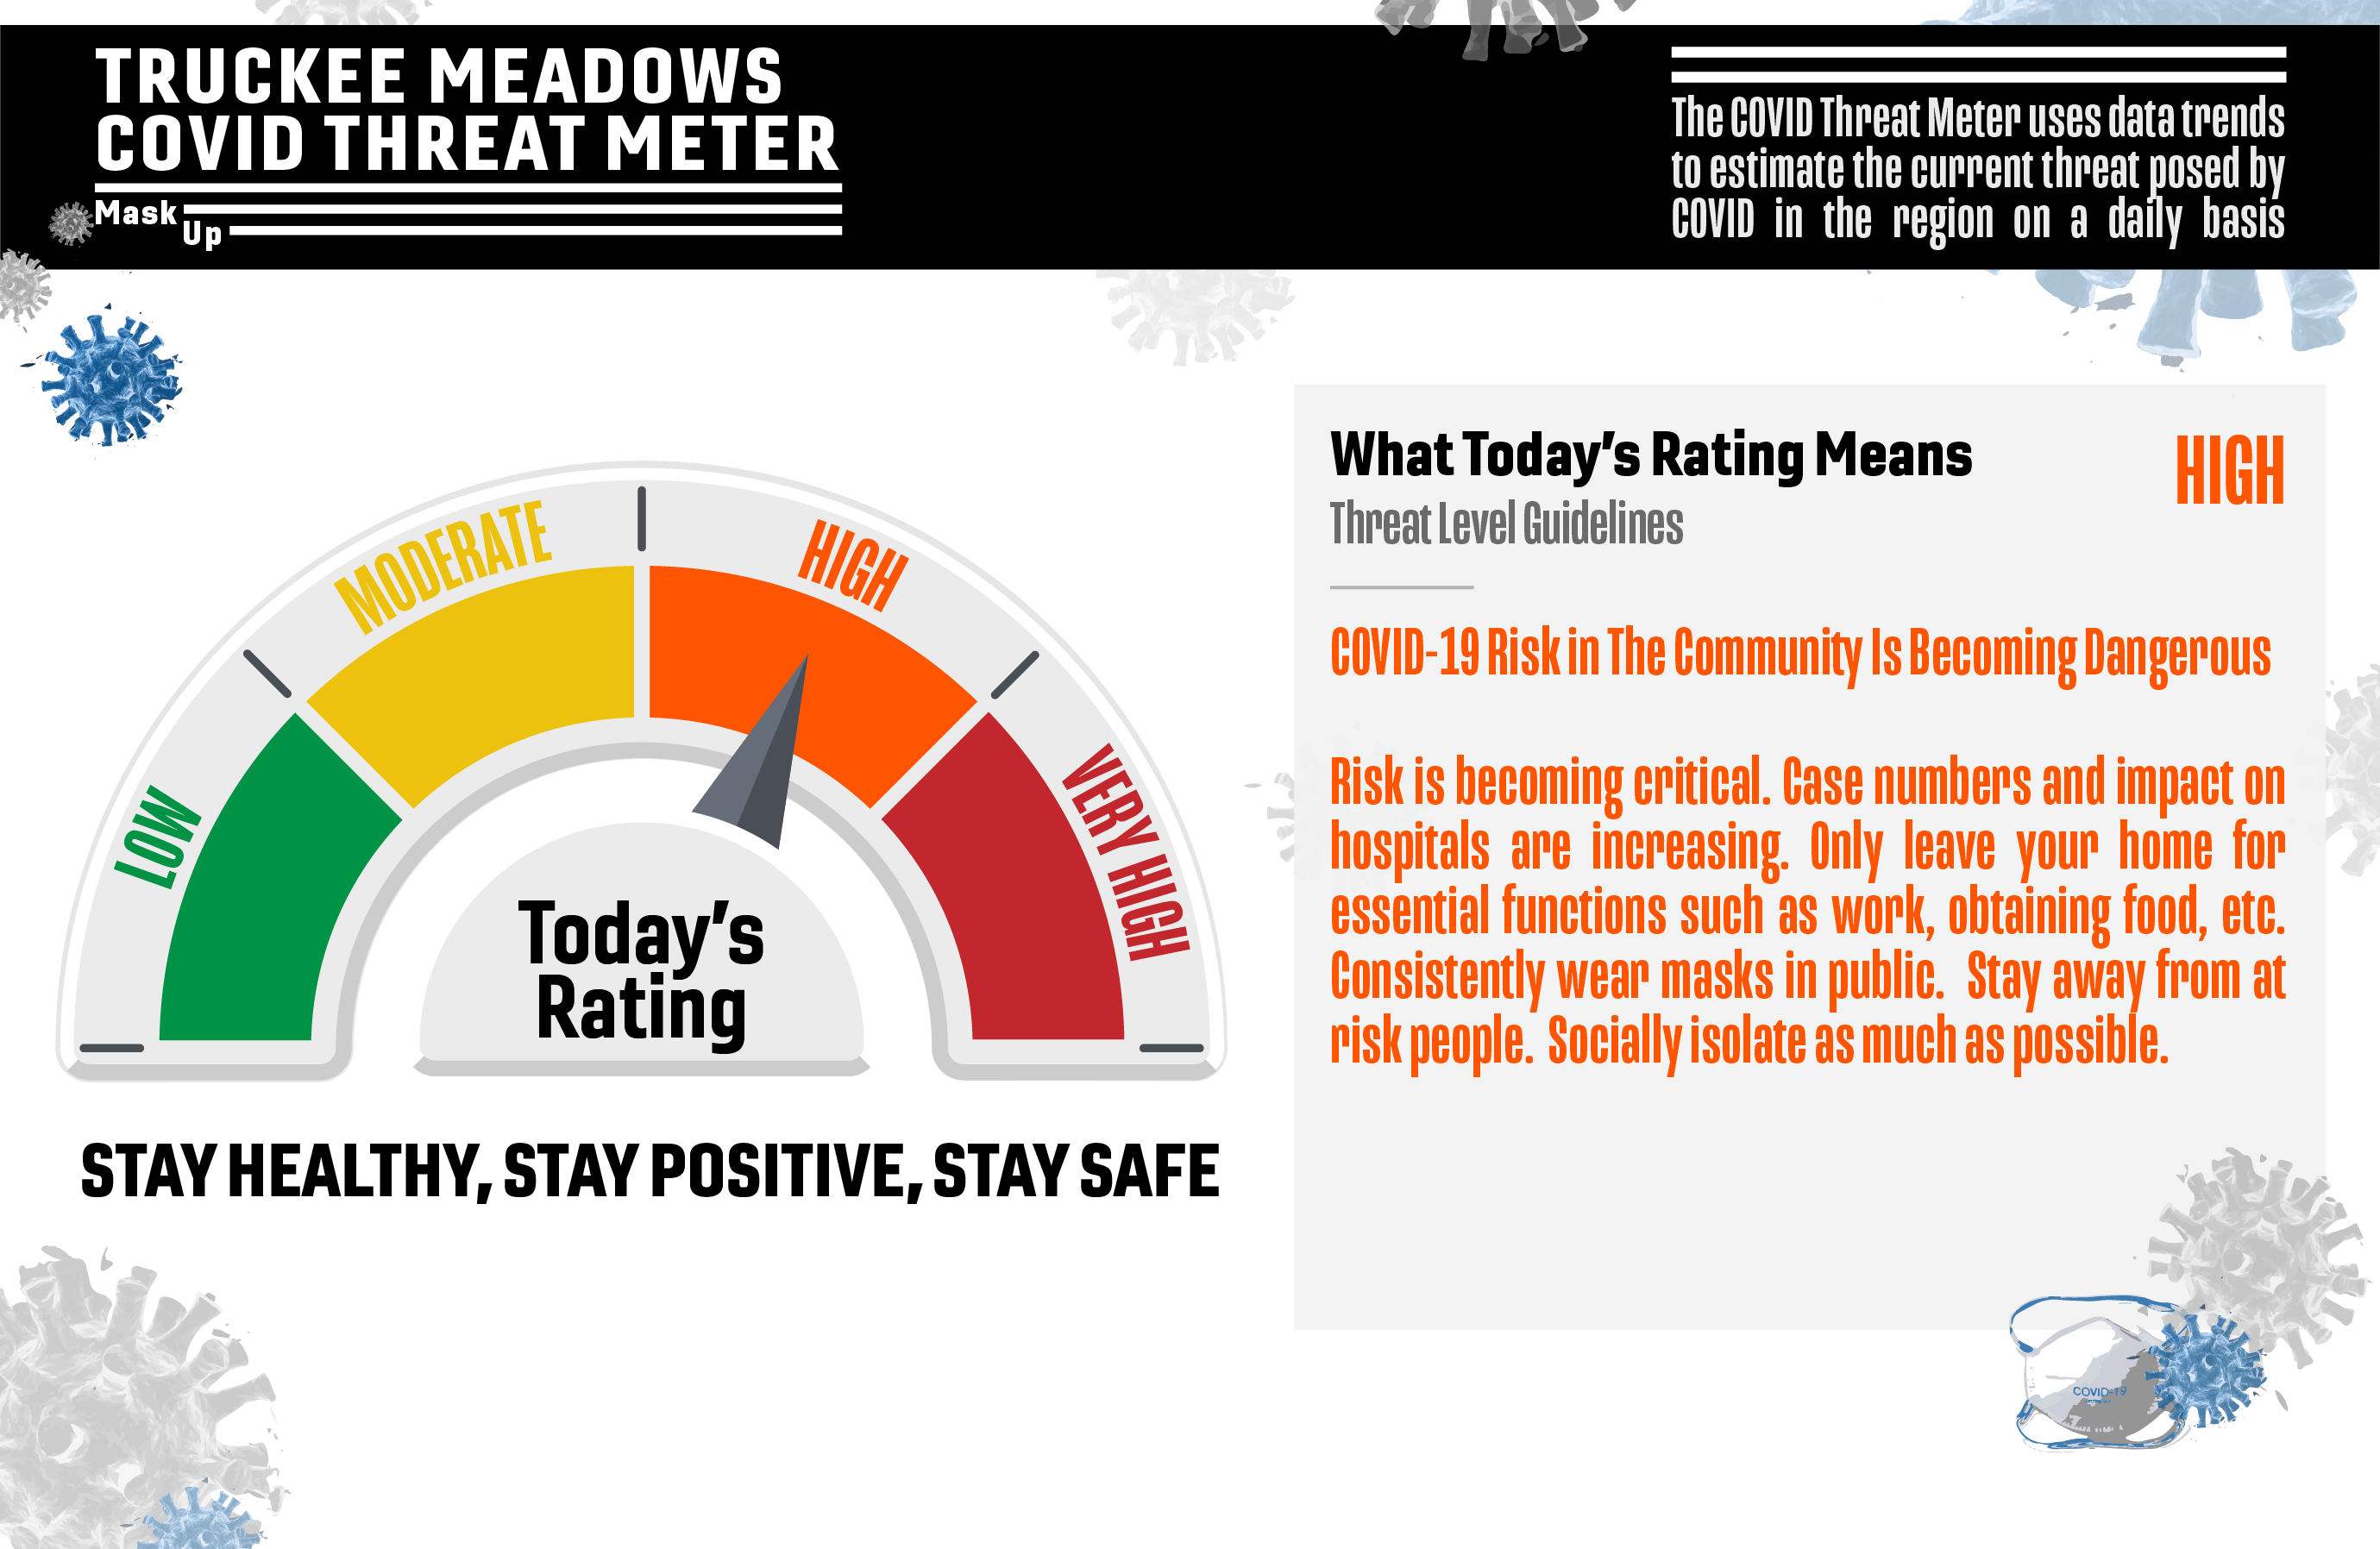 TRUCKEE MEADOWS
COVID THREAT METER
Mask
Up
The COVID Threat Meter uses data trends
to estimate the current threat posed by
COVID in the region on a daily basis
LOW
MODERATE
HIGH
VERY HIGH
Today's
Rating
STAY HEALTHY, STAY POSITIVE, STAY SAFE
What Today's Rating Means
HIGH
Threat Level Guidelines
COVID-19 Risk in The Community Is Becoming Dangerous
Risk is becoming critical. Case numbers and impact on
hospitals are increasing. Only leave your home for
essential functions such as work, obtaining food, etc.
Consistently wear masks in public. Stay away from at
risk people. Socially isolate as much as possible.
COVID-19